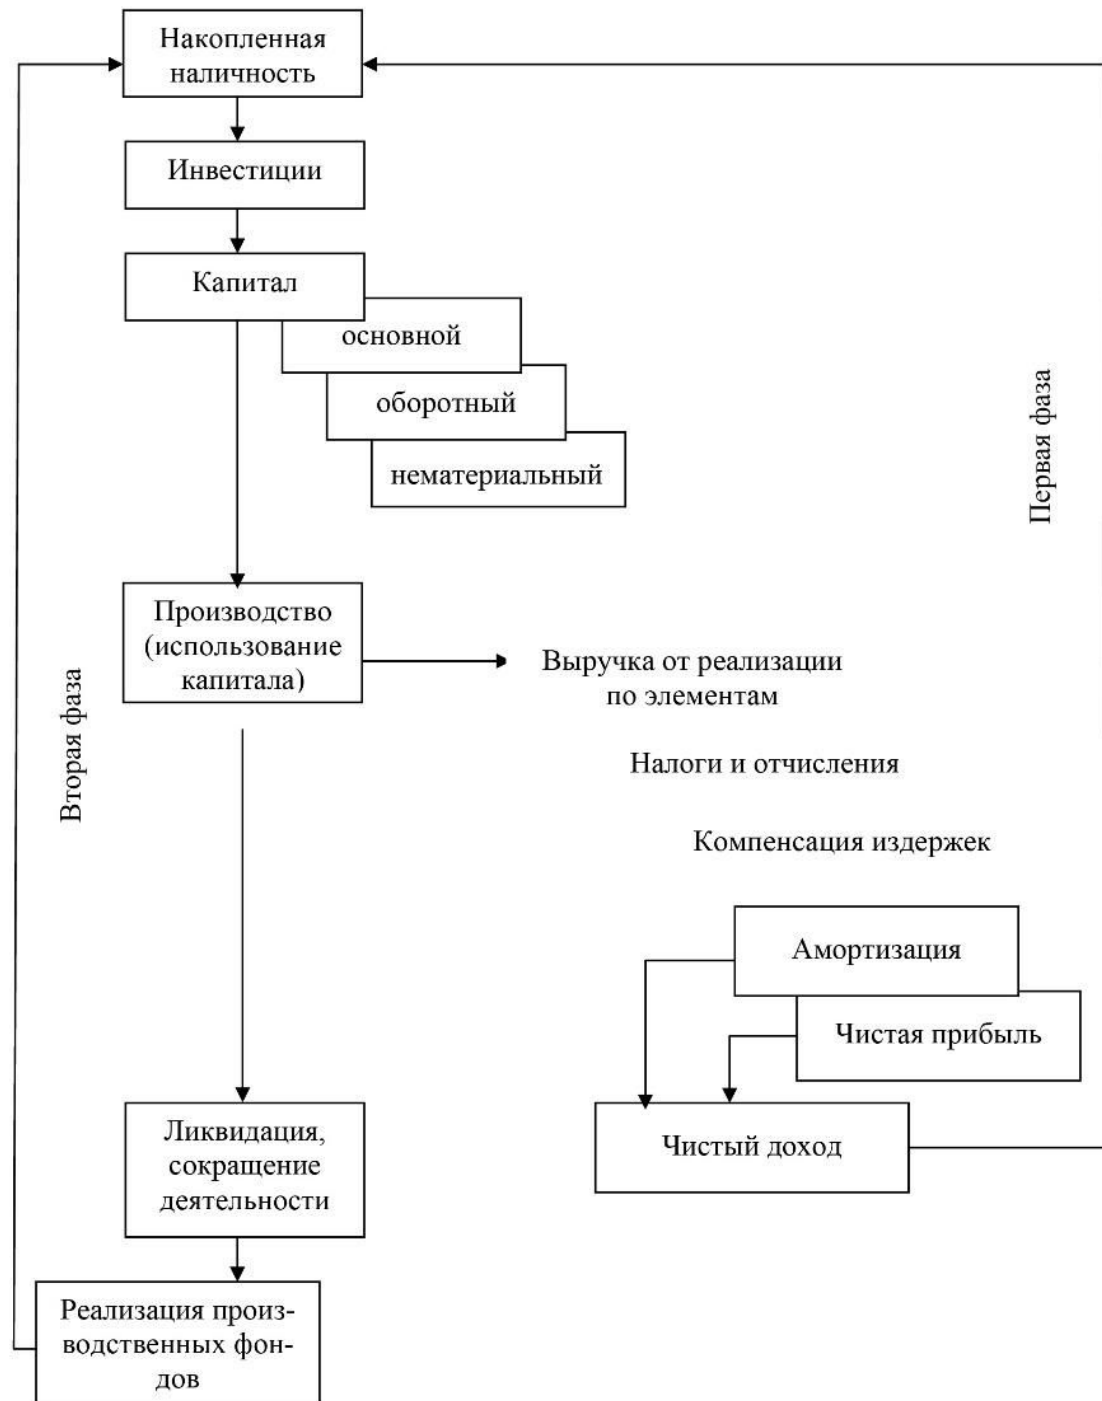 Накопленная
наличность
Инвестиции
Капитал
основной
оборотный
нематериальный
Первая фаза
Производство
(использование
капитала)
Выручка от реализации
по элементам
Вторая фаза
Налоги и отчисления
Компенсация издержек
Амортизация
Чистая прибыль
Чистый доход
Ликвидация,
сокращение
деятельности
Реализация произ-
водственных фон-
дов